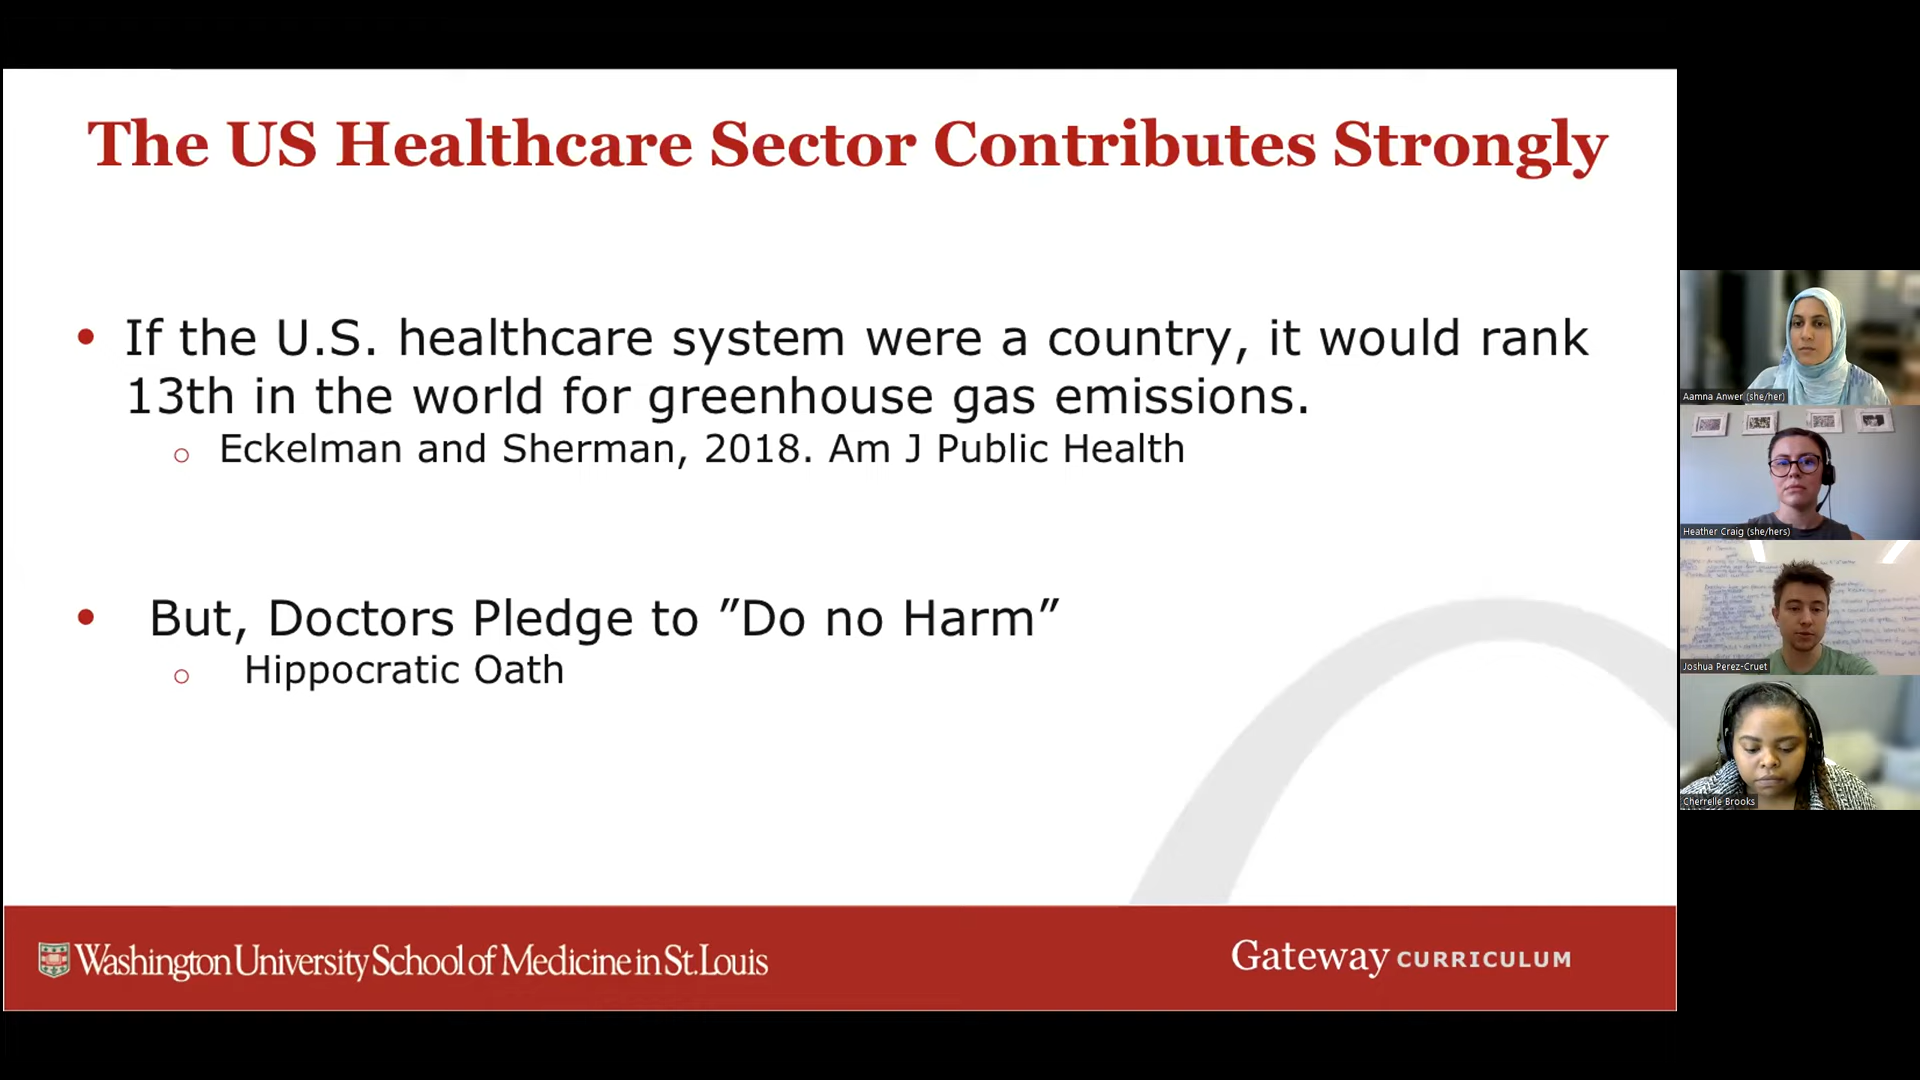 The US Healthcare Sector Contributes Strongly
• If the U.S. healthcare system were a country, it would rank
13th in the world for greenhouse gas emissions.
○ Eckelman and Sherman, 2018. Am J Public Health
• But, Doctors Pledge to ”Do no Harm”
○ Hippocratic Oath
Washington University School of Medicine in St. Louis
Gateway CURRICULUM
Aamna Anwer (she/her)
Heather Craig (she/hers)
Joshua Perez-Cruet
Cherrelle Brooks